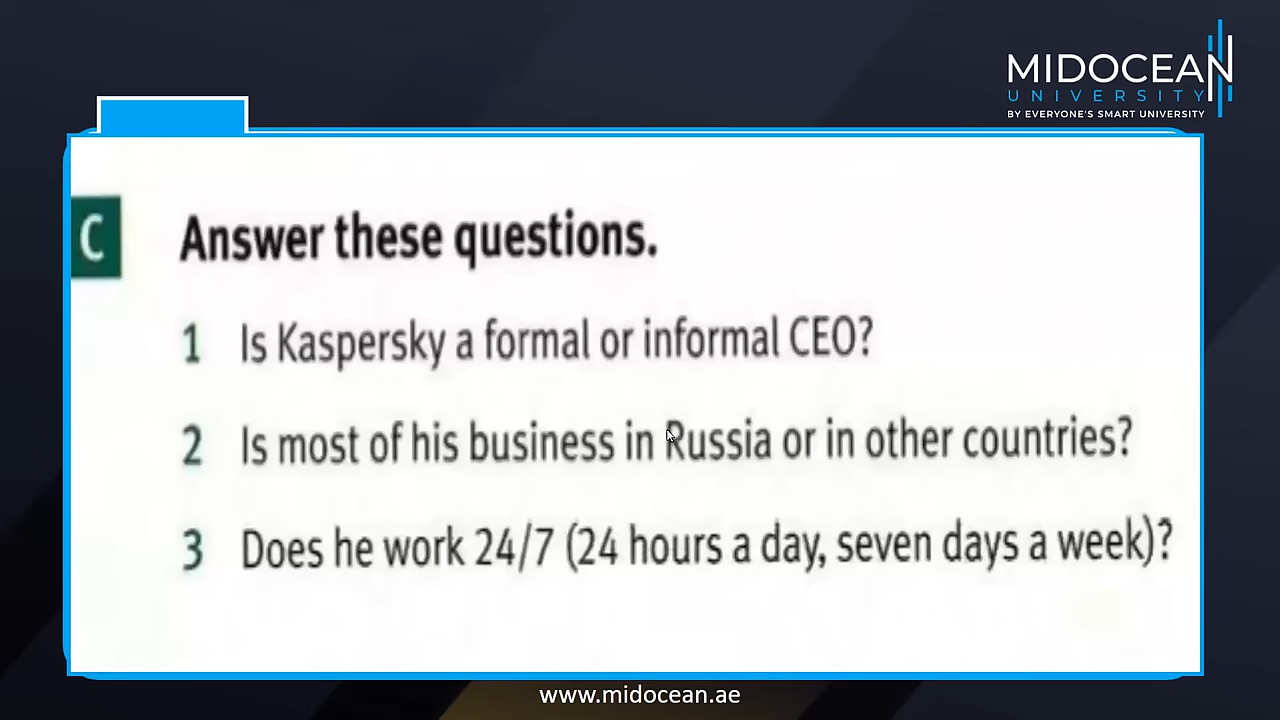 MIDOCEAN
UNIVERSITY
BY EVERYONE'S SMART UNIVERSITY
C Answer these questions.
1 Is Kaspersky a formal or informal CEO?
2 Is most of his business in Russia or in other countries?
3 Does he work 24/7 (24 hours a day, seven days a week)?
www.midocean.ae